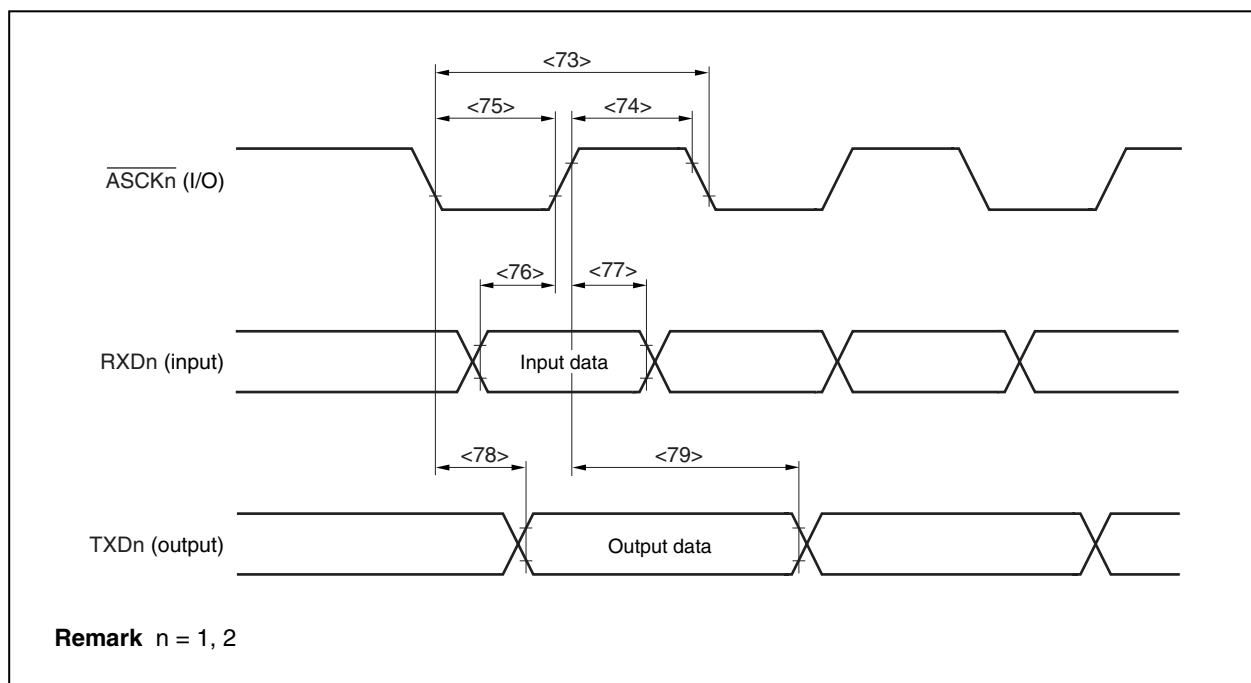 <73>
<75> <74>
ASCKn (I/O)
<76> <77>
RXDn (input) Input data
<78> <79>
TXDn (output) Output data
Remark n = 1, 2